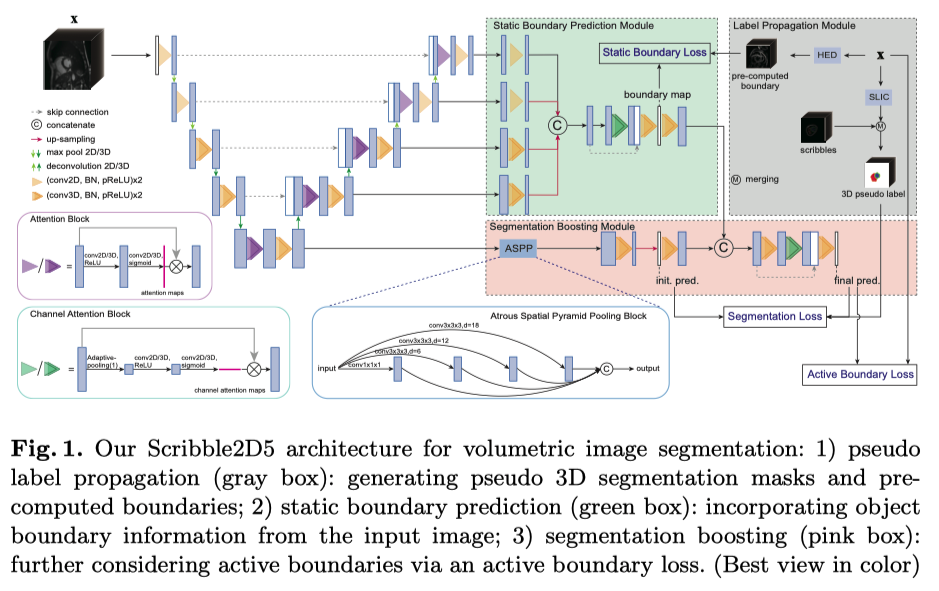 x
Static Boundary Prediction Module
Label Propagation Module
Static Boundary Loss
HED
x
pre-computed
boundary
boundary map
SLIC
M
scribbles
3D pseudo label
skip connection
C concatenate
up-sampling
max pool 2D/3D
deconvolution 2D/3D
(conv2D, BN, pReLU)x2
(conv3D, BN, pReLU)x2
C
M merging
Attention Block
/ =
conv2D/3D,
ReLU
conv2D/3D,
sigmoid
attention maps
Segmentation Boosting Module
ASPP
C
init. pred.
final pred.
Channel Attention Block
/ =
Adaptive-
pooling(1)
conv2D/3D,
ReLU
conv2D/3D,
sigmoid
channel attention maps
Atrous Spatial Pyramid Pooling Block
conv3x3x3,d=18
conv3x3x3,d=12
conv3x3x3,d=6
conv1x1x1
input
C
output
Segmentation Loss
Active Boundary Loss
Fig. 1. Our Scribble2D5 architecture for volumetric image segmentation: 1) pseudo
label propagation (gray box): generating pseudo 3D segmentation masks and pre-
computed boundaries; 2) static boundary prediction (green box): incorporating object
boundary information from the input image; 3) segmentation boosting (pink box):
further considering active boundaries via an active boundary loss. (Best view in color)